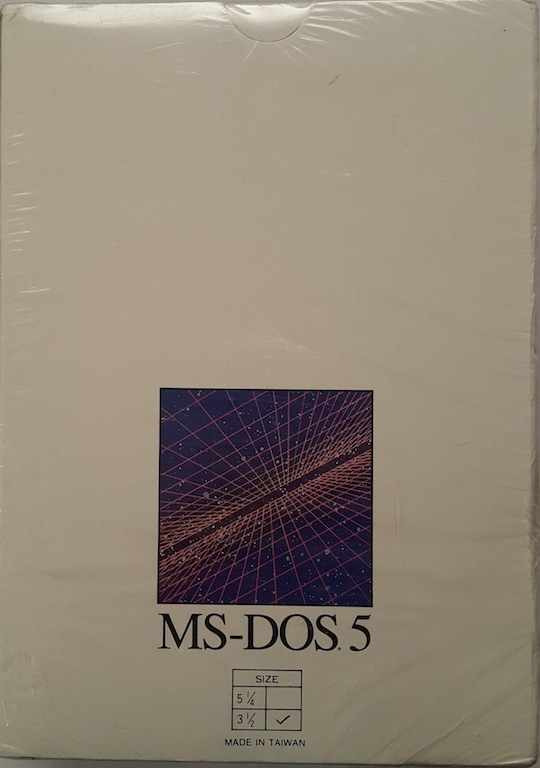 MS-DOS. 5
SIZE
5 1/4
3 1/2 ✓
MADE IN TAIWAN